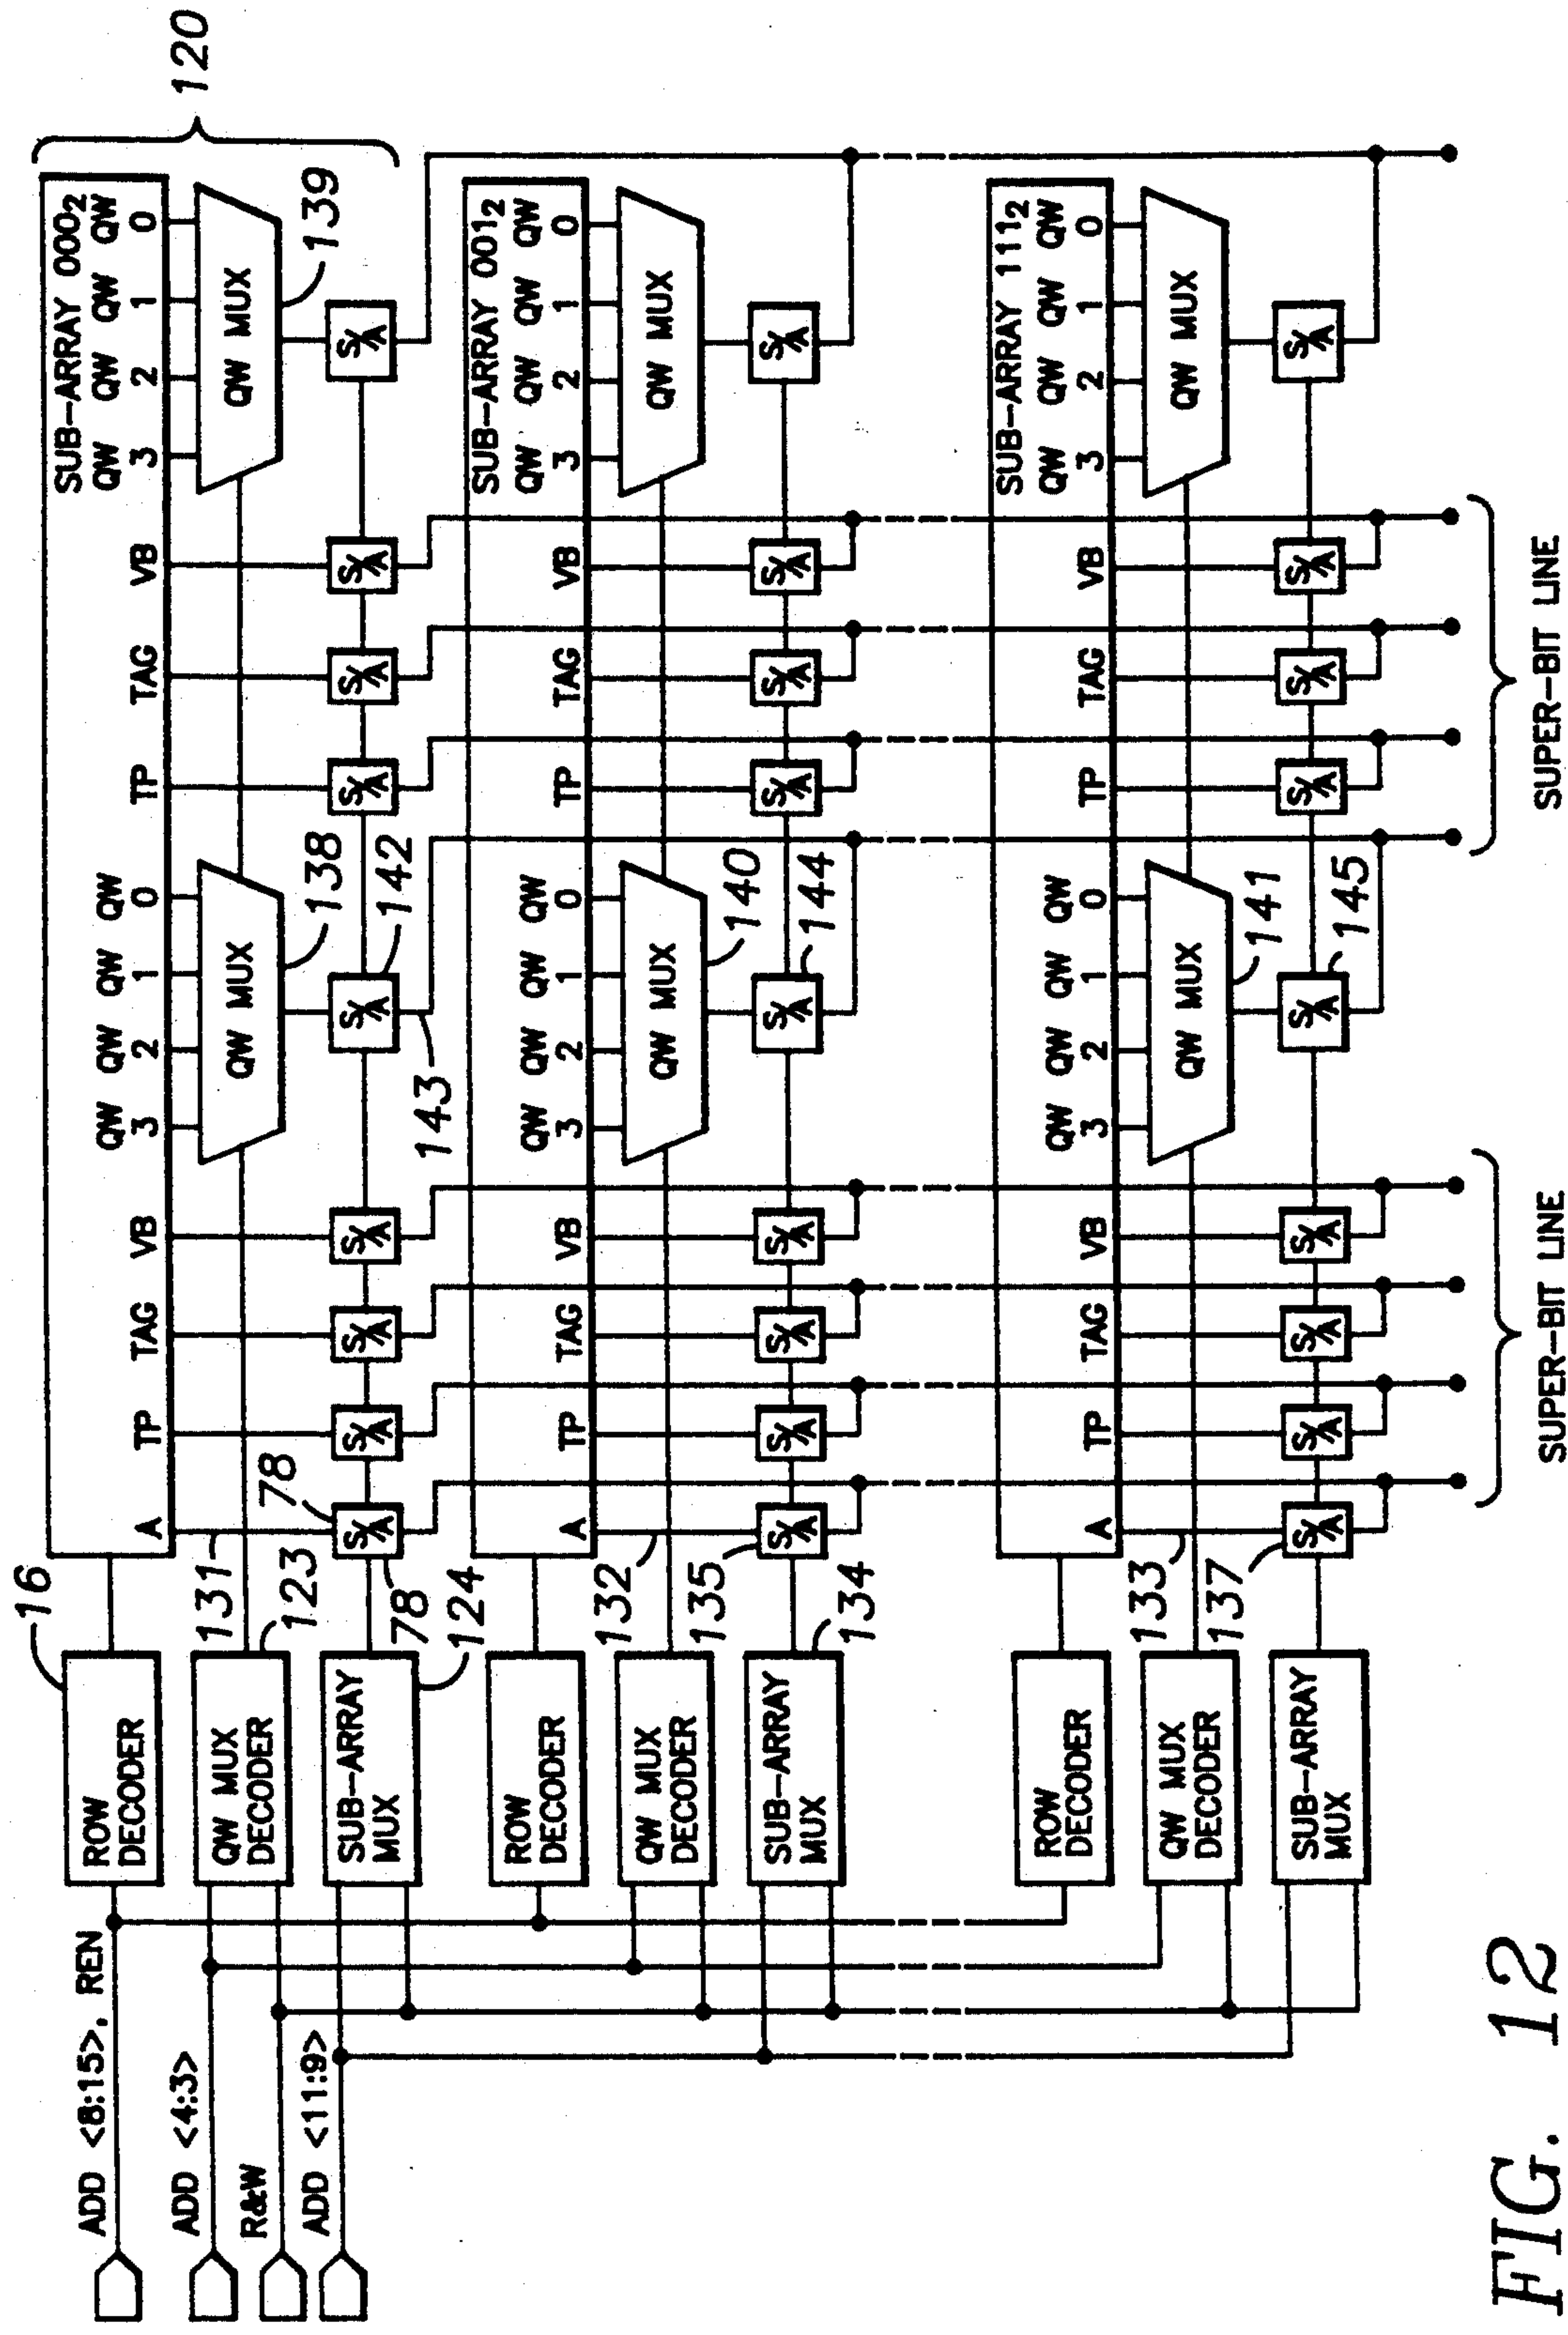 120
SUB-ARRAY 000₂
A TP TAG VB QW QW QW QW TP TAG VB QW QW QW QW
3 2 1 0 3 2 1 0
16
ROW DECODER
ADD <8:15>, REN
131
QW MUX
138
QW MUX
139
QW MUX DECODER
123
ADD <4:3>
R&W
78
S/A S/A S/A S/A S/A S/A S/A S/A S/A
78
142
143
SUB-ARRAY MUX
124
ADD <11:9>
SUB-ARRAY 001₂
A TP TAG VB QW QW QW QW TP TAG VB QW QW QW QW
3 2 1 0 3 2 1 0
ROW DECODER
132
QW MUX
140
QW MUX
QW MUX DECODER
135
S/A S/A S/A S/A S/A S/A S/A S/A S/A
144
SUB-ARRAY MUX
134
SUB-ARRAY 111₂
A TP TAG VB QW QW QW QW TP TAG VB QW QW QW QW
3 2 1 0 3 2 1 0
ROW DECODER
133
QW MUX
141
QW MUX
QW MUX DECODER
137
S/A S/A S/A S/A S/A S/A S/A S/A S/A
145
SUB-ARRAY MUX
SUPER-BIT LINE
SUPER-BIT LINE
FIG. 12